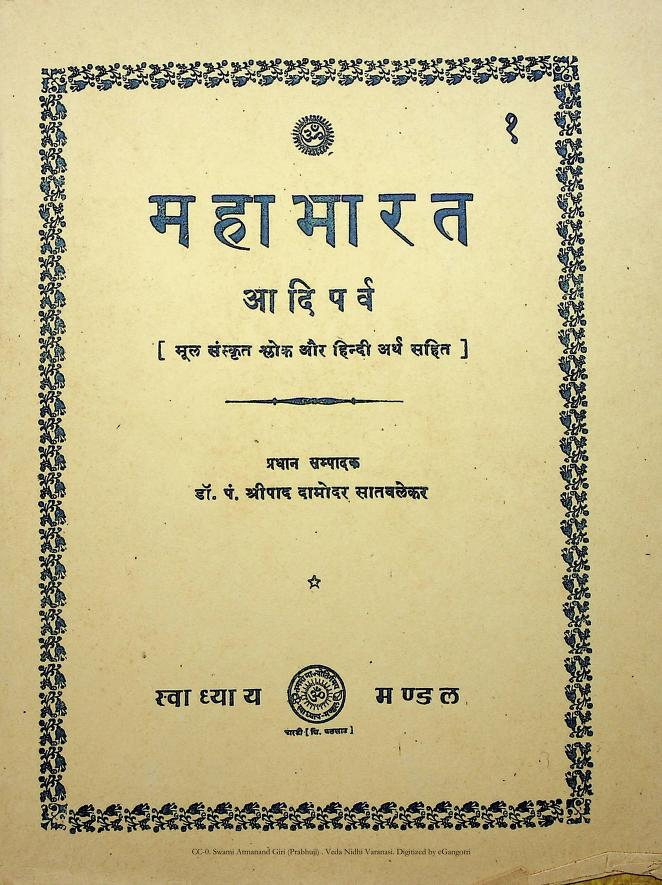 १
महाभारत
आदिपर्व
[ मूल संस्कृत श्लोक और हिन्दी अर्थ सहित ]
प्रधान सम्पादक
डॉ. पं. श्रीपाद दामोदर सातवलेकर
स्वाध्याय मण्डल
पारडी [ जि. बलसाड ]
CC-0. Swami Atmanand Giri (Prabhuji) . Veda Nidhi Varanasi. Digitized by eGangotri